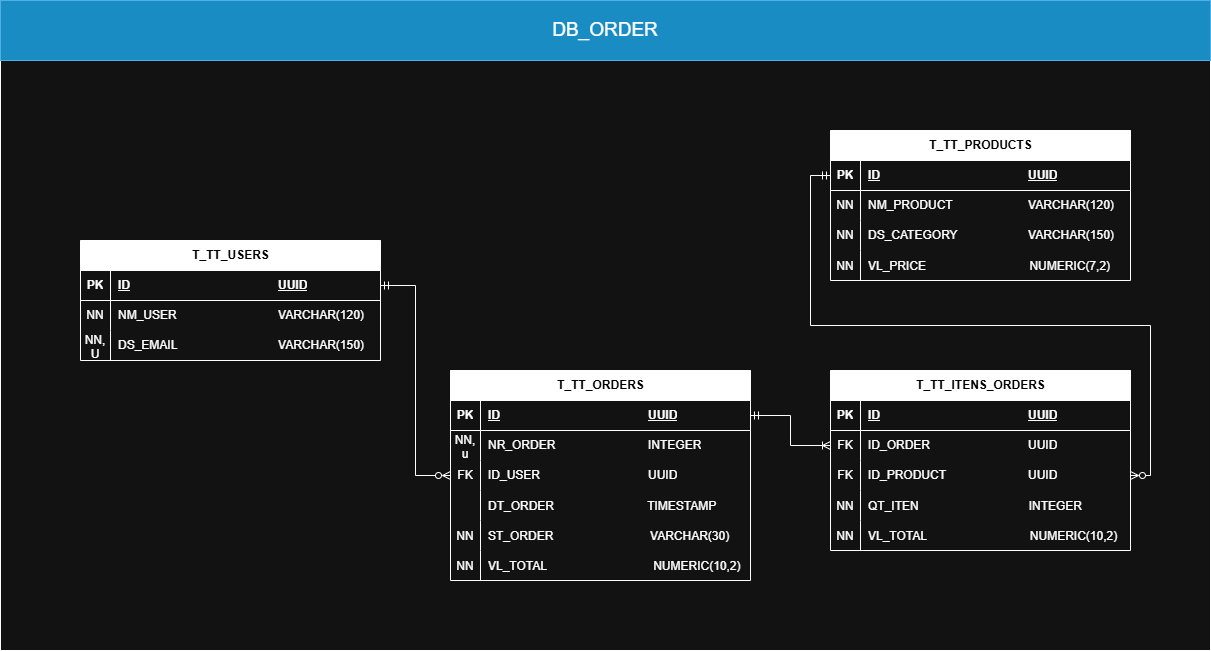 DB_ORDER
T_TT_PRODUCTS
PK ID UUID
NN NM_PRODUCT VARCHAR(120)
NN DS_CATEGORY VARCHAR(150)
NN VL_PRICE NUMERIC(7,2)
T_TT_USERS
PK ID UUID
NN NM_USER VARCHAR(120)
NN, U DS_EMAIL VARCHAR(150)
T_TT_ORDERS
PK ID UUID
NN, u NR_ORDER INTEGER
FK ID_USER UUID
DT_ORDER TIMESTAMP
NN ST_ORDER VARCHAR(30)
NN VL_TOTAL NUMERIC(10,2)
T_TT_ITENS_ORDERS
PK ID UUID
FK ID_ORDER UUID
FK ID_PRODUCT UUID
NN QT_ITEN INTEGER
NN VL_TOTAL NUMERIC(10,2)